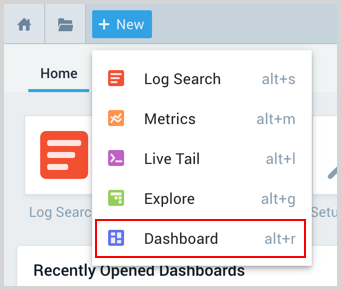 + New
Home
Log Search alt+s
Metrics alt+m
Live Tail alt+l
Explore alt+g
Dashboard alt+r
Log Searc
Setu
Recently Opened Dashboards